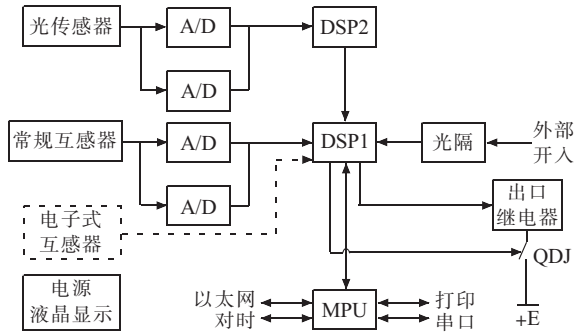 光传感器
A/D
DSP2
A/D
常规互感器
A/D
DSP1
光隔
外部
开入
A/D
电子式
互感器
出口
继电器
QDJ
电源
液晶显示
以太网
对时
MPU
打印
串口
+E